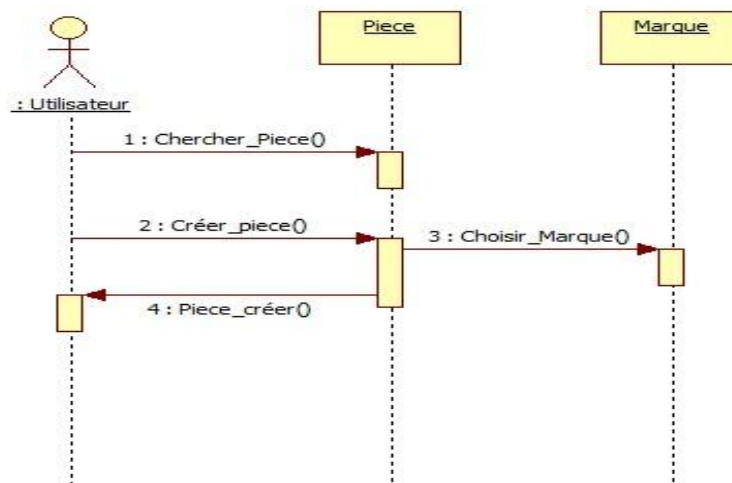 Piece
Marque
: Utilisateur
1 : Chercher_Piece()
2 : Créer_piece()
3 : Choisir_Marque()
4 : Piece_créer()